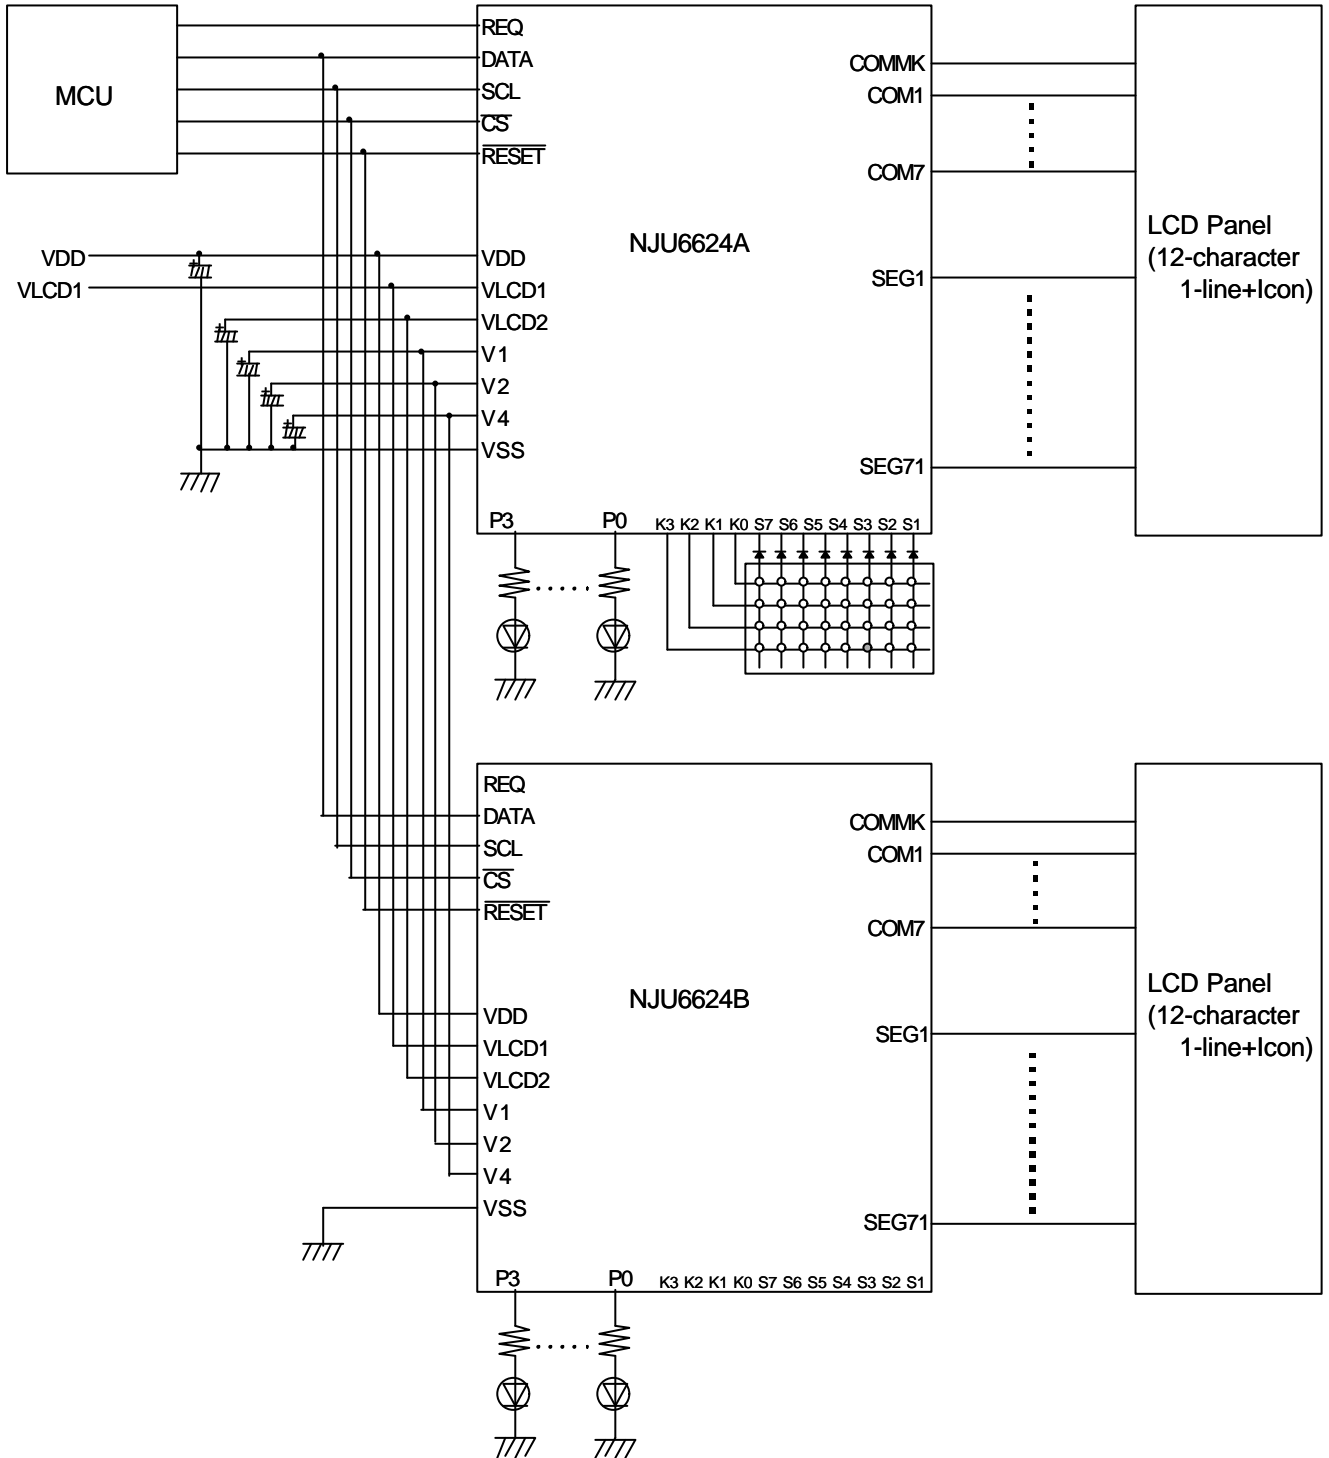 MCU
REQ
DATA
SCL
CS
RESET
VDD
VLCD1
VDD
VLCD1
VLCD2
V1
V2
V4
VSS
NJU6624A
COMMK
COM1
COM7
SEG1
SEG71
LCD Panel
(12-character
1-line+Icon)
P3
P0
K3 K2 K1 K0 S7 S6 S5 S4 S3 S2 S1
REQ
DATA
SCL
CS
RESET
VDD
VLCD1
VLCD2
V1
V2
V4
VSS
NJU6624B
COMMK
COM1
COM7
SEG1
SEG71
LCD Panel
(12-character
1-line+Icon)
P3
P0
K3 K2 K1 K0 S7 S6 S5 S4 S3 S2 S1